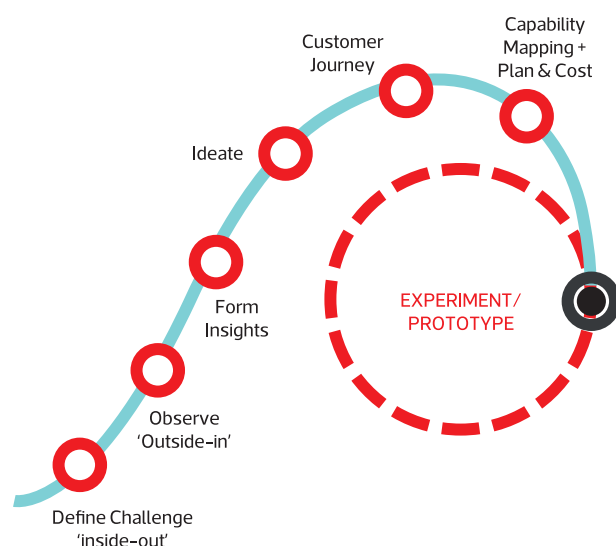 Customer
Journey
Capability
Mapping +
Plan & Cost
Ideate
Form
Insights
EXPERIMENT/
PROTOTYPE
Observe
‘Outside-in’
Define Challenge
‘inside-out’